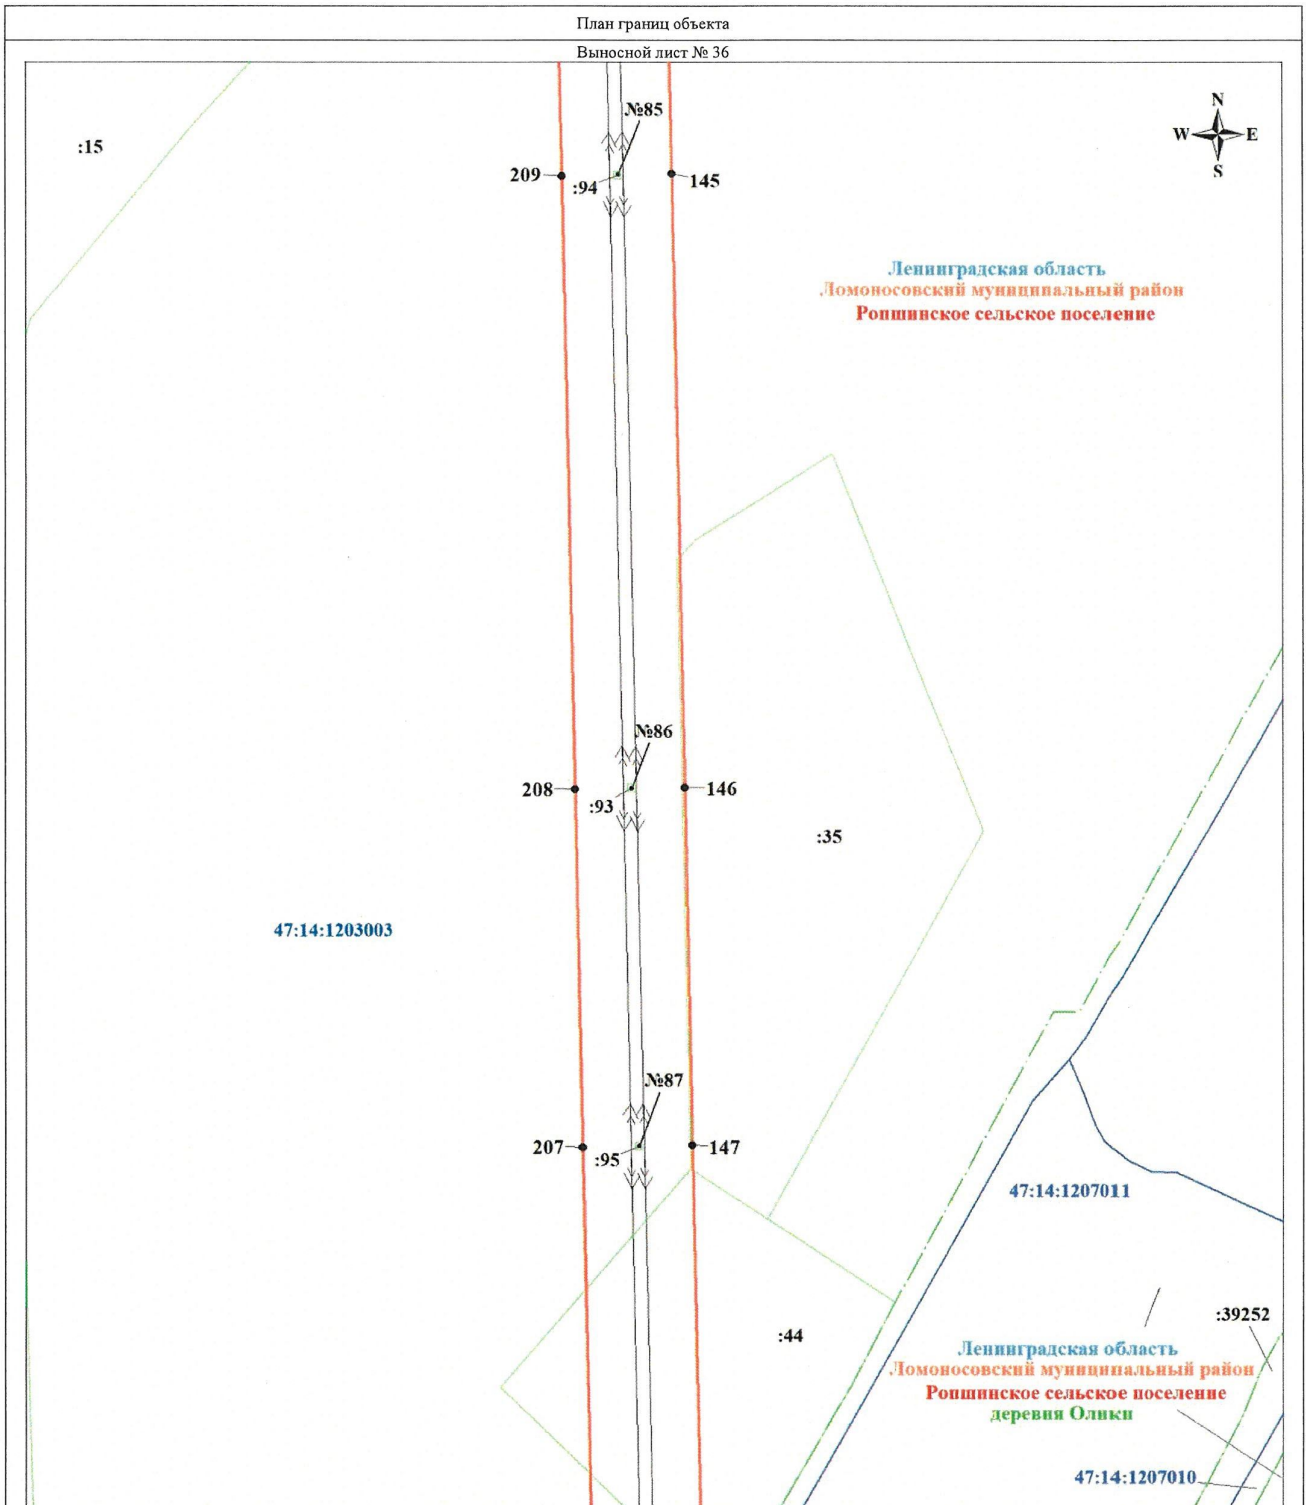 План границ объекта
Выносной лист № 36
N
W E
S
:15
№85
209
:94
145
Ленинградская область
Ломоносовский муниципальный район
Ропшинское сельское поселение
№86
208
:93
146
:35
47:14:1203003
№87
207
:95
147
47:14:1207011
:44
:39252
Ленинградская область
Ломоносовский муниципальный район
Ропшинское сельское поселение
деревня Олики
47:14:1207010